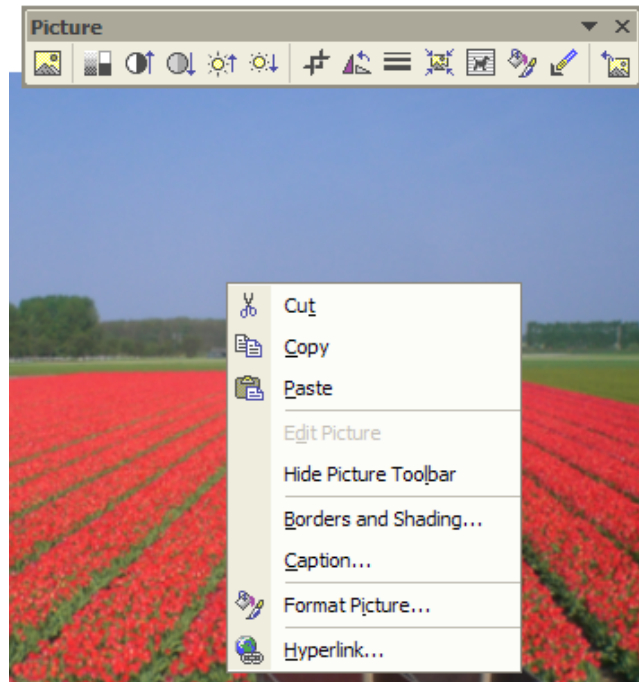 Picture
Cut
Copy
Paste
Edit Picture
Hide Picture Toolbar
Borders and Shading...
Caption...
Format Picture...
Hyperlink...